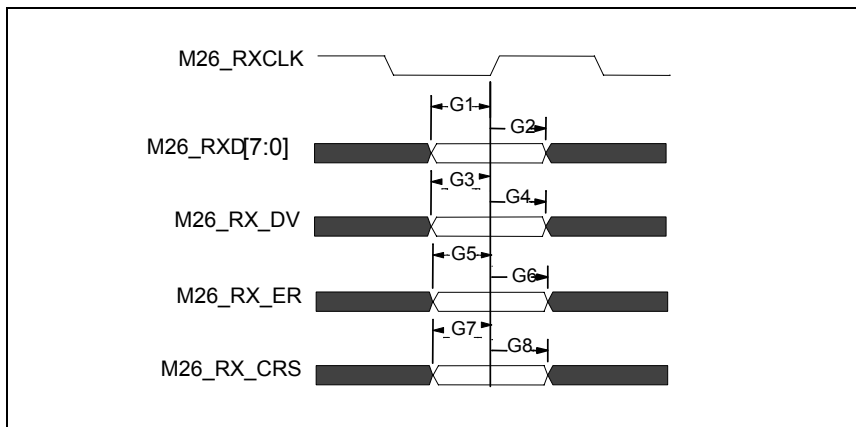 M26_RXCLK
G1
G2
M26_RXD[7:0]
G3
G4
M26_RX_DV
G5
G6
M26_RX_ER
G7
G8
M26_RX_CRS